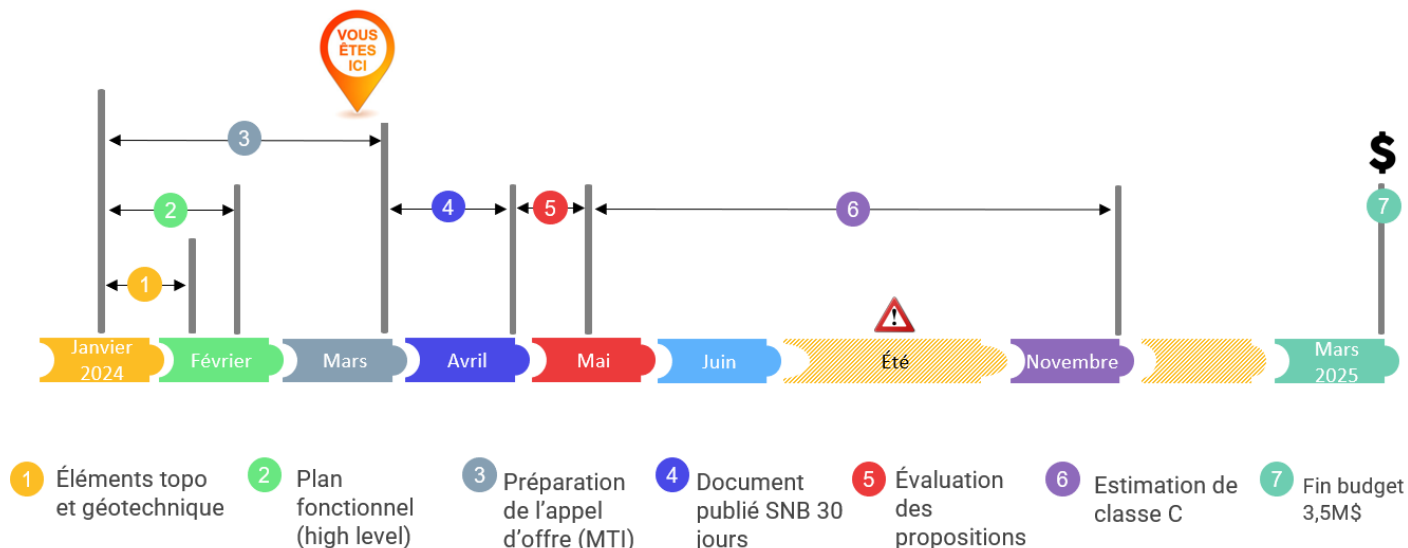 VOUS
ÊTES
ICI
3
$
2
4
5
6
7
1
!
Janvier
2024
Février
Mars
Avril
Mai
Juin
Été
Novembre
Mars
2025
1 Éléments topo
et géotechnique
2 Plan
fonctionnel
(high level)
3 Préparation
de l'appel
d'offre (MTI)
4 Document
publié SNB 30
jours
5 Évaluation
des
propositions
6 Estimation de
classe C
7 Fin budget
3,5M$